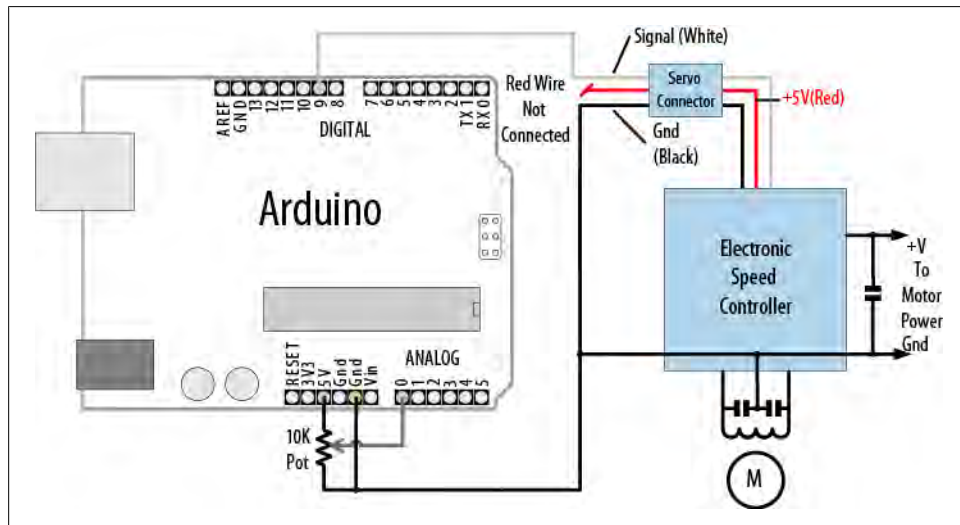 Signal (White)
Servo
Connector
Red Wire
Not
Connected
+5V(Red)
Gnd
(Black)
AREF
GND
13
12
11
10
9
8
7
6
5
4
3
2
TX 1
RX 0
DIGITAL
Arduino
Electronic
Speed
Controller
+V
To
Motor
Power
Gnd
ANALOG
RESET
3V3
5V
Gnd
Gnd
Vin
0
1
2
3
4
5
10K
Pot
M